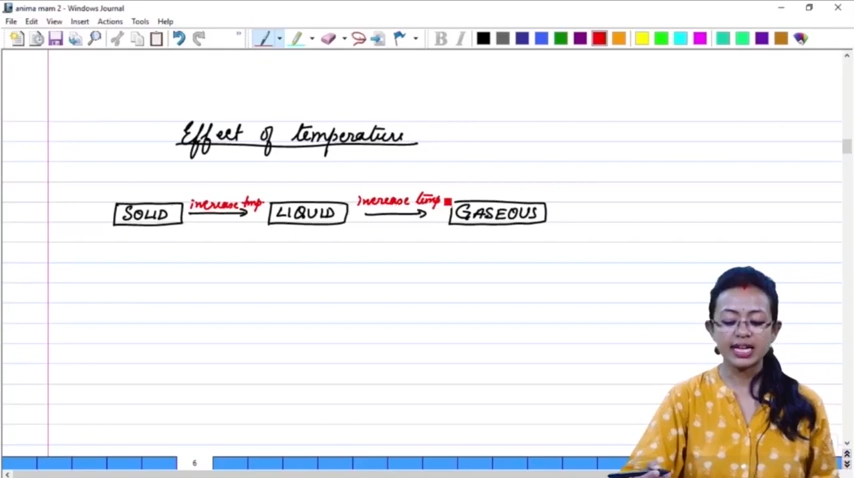 anima mam 2 - Windows Journal
File Edit View Insert Actions Tools Help
B I
Effect of temperature
SOLID increase tmp LIQUID increase temp GASEOUS
6